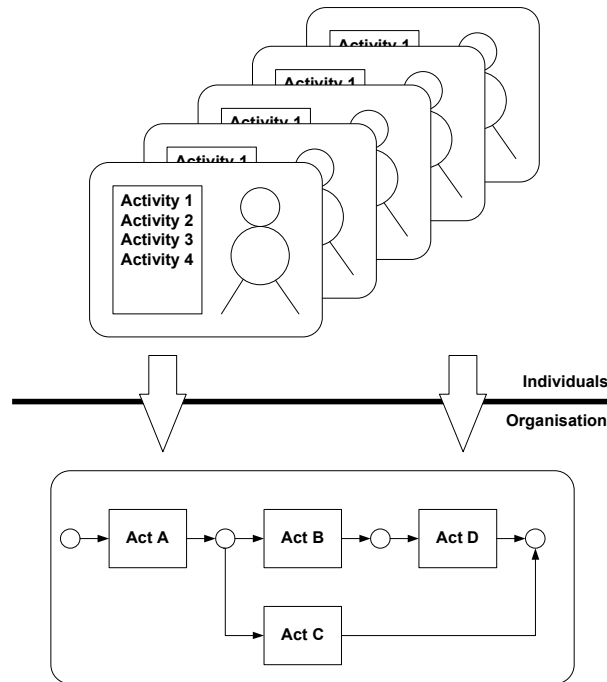 Activity 1
Activity 1
Activity 1
Activity 1
Activity 1
Activity 2
Activity 3
Activity 4
Individuals
Organisation
Act A
Act B
Act D
Act C